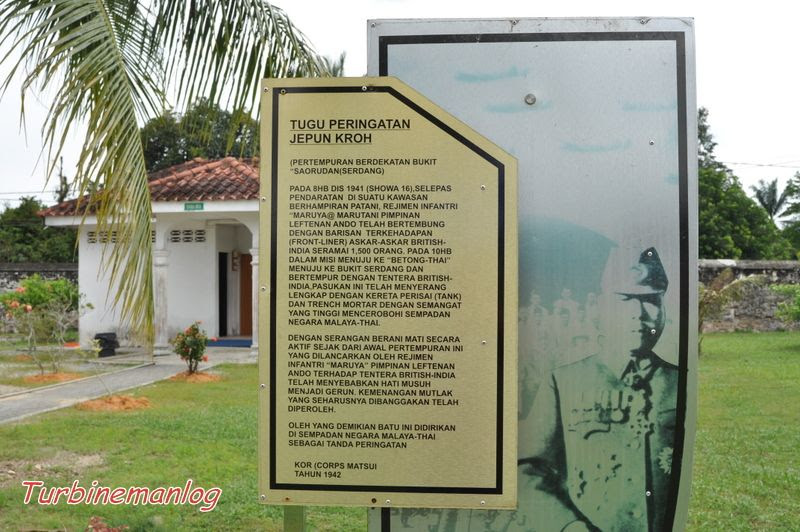 TUGU PERINGATAN
JEPUN KROH
(PERTEMPURAN BERDEKATAN BUKIT
"SAORUDAN(SERDANG)
PADA 8HB DIS 1941 (SHOWA 16),SELEPAS
PENDARATAN DI SUATU KAWASAN
BERHAMPIRAN PATANI, REJIMEN INFANTRI
"MARUYA@ MARUTANI PIMPINAN
LEFTENAN ANDO TELAH BERTEMBUNG
DENGAN BARISAN TERKEHADAPAN
(FRONT-LINER) ASKAR-ASKAR BRITISH-
INDIA SERAMAI 1,500 ORANG. PADA 10HB
DALAM MISI MENUJU KE "BETONG-THAI"
MENUJU KE BUKIT SERDANG DAN
BERTEMPUR DENGAN TENTERA BRITISH-
INDIA,PASUKAN INI TELAH MENYERANG
LENGKAP DENGAN KERETA PERISAI (TANK)
DAN TRENCH MORTAR DENGAN SEMANGAT
YANG TINGGI MENCEROBOHI SEMPADAN
NEGARA MALAYA-THAI.
DENGAN SERANGAN BERANI MATI SECARA
AKTIF SEJAK DARI AWAL PERTEMPURAN INI
YANG DILANCARKAN OLEH REJIMEN
INFANTRI "MARUYA" PIMPINAN LEFTENAN
ANDO TERHADAP TENTERA BRITISH-INDIA
TELAH MENYEBABKAN HATI MUSUH
MENJADI GERUN. KEMENANGAN MUTLAK
YANG SEHARUSNYA DIBANGGAKAN TELAH
DIPEROLEH.
OLEH YANG DEMIKIAN BATU INI DIDIRIKAN
DI SEMPADAN NEGARA MALAYA-THAI
SEBAGAI TANDA PERINGATAN
KOR (CORPS MATSUI
TAHUN 1942
Turbinemanlog